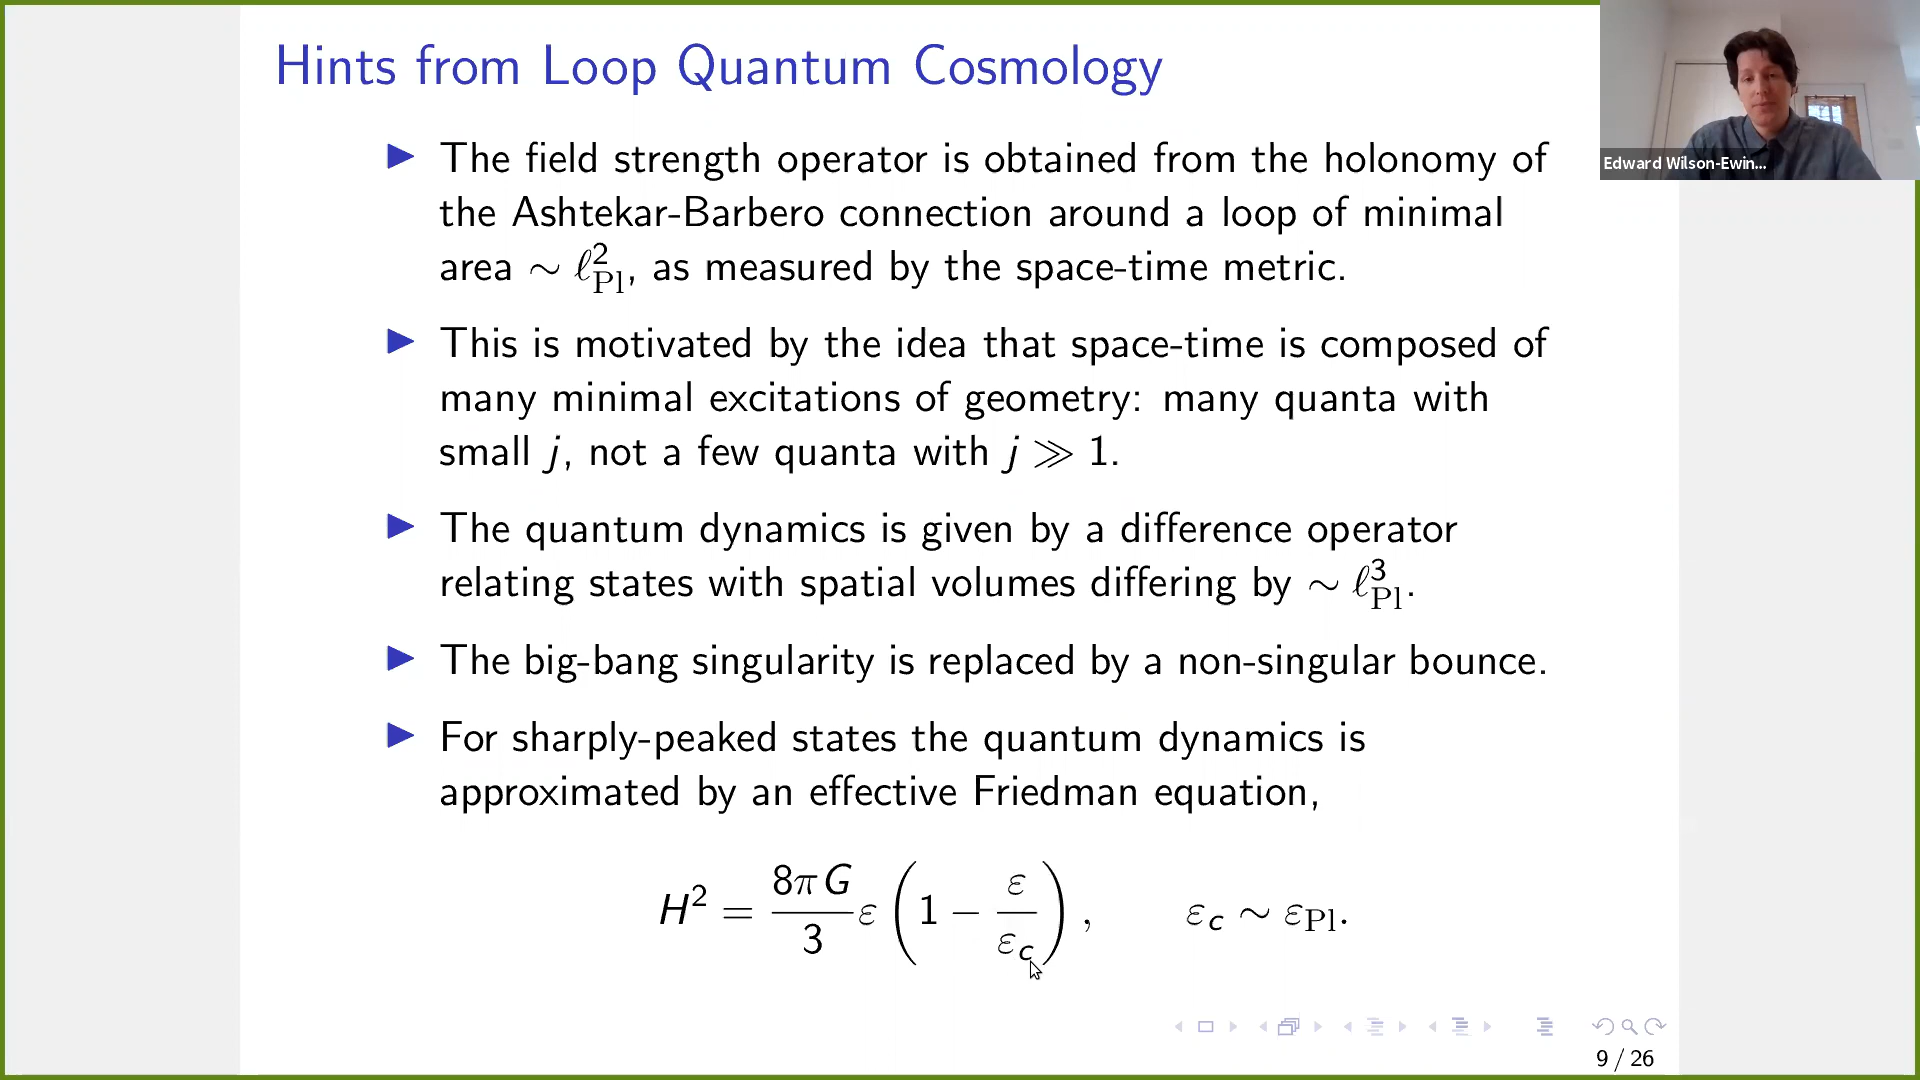 Hints from Loop Quantum Cosmology
Edward Wilson-Ewin...
▶ The field strength operator is obtained from the holonomy of
the Ashtekar-Barbero connection around a loop of minimal
area ∼ ℓ²_Pl, as measured by the space-time metric.
▶ This is motivated by the idea that space-time is composed of
many minimal excitations of geometry: many quanta with
small j, not a few quanta with j ≫ 1.
▶ The quantum dynamics is given by a difference operator
relating states with spatial volumes differing by ∼ ℓ³_Pl.
▶ The big-bang singularity is replaced by a non-singular bounce.
▶ For sharply-peaked states the quantum dynamics is
approximated by an effective Friedman equation,
H² = (8πG/3) ε (1 − ε/ε_c), ε_c ∼ ε_Pl.
9 / 26